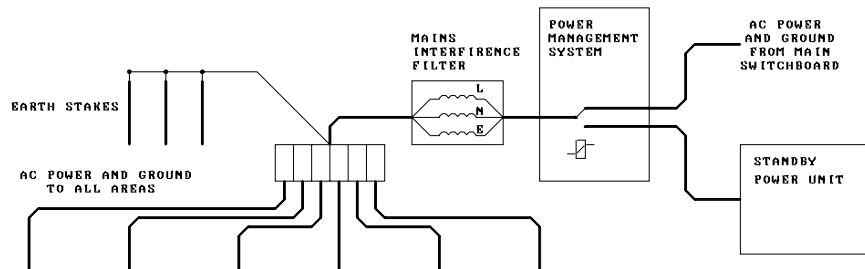 POWER
MANAGEMENT
SYSTEM
AC POWER
AND GROUND
FROM MAIN
SWITCHBOARD
MAINS
INTERFIRENCE
FILTER
L
N
E
EARTH STAKES
AC POWER AND GROUND
TO ALL AREAS
STANDBY
POWER UNIT